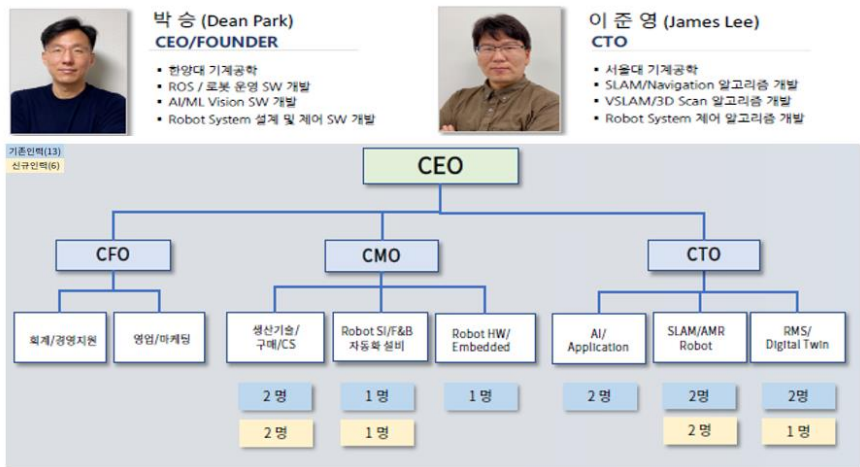 박 승 (Dean Park)
CEO/FOUNDER
▪ 한양대 기계공학
▪ ROS / 로봇 운영 SW 개발
▪ AI/ML Vision SW 개발
▪ Robot System 설계 및 제어 SW 개발
이 준 영 (James Lee)
CTO
▪ 서울대 기계공학
▪ SLAM/Navigation 알고리즘 개발
▪ VSLAM/3D Scan 알고리즘 개발
▪ Robot System 제어 알고리즘 개발
기존인력(13)
신규인력(6)
CEO
CFO
CMO
CTO
회계/경영지원
영업/마케팅
생산기술/
구매/CS
Robot SI/F&B
자동화 설비
Robot HW/
Embedded
AI/
Application
SLAM/AMR
Robot
RMS/
Digital Twin
2 명
1 명
1 명
2 명
2명
2명
2 명
1 명
2 명
1 명